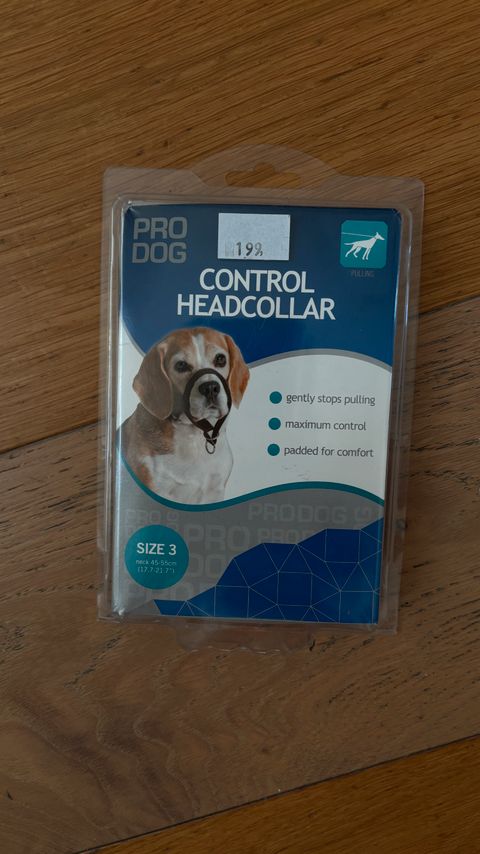 PRO
DOG
PULLING
CONTROL
HEADCOLLAR
gently stops pulling
maximum control
padded for comfort
PRO DOG
PRO
SIZE 3
neck 45-55cm
(17.7-21.7")